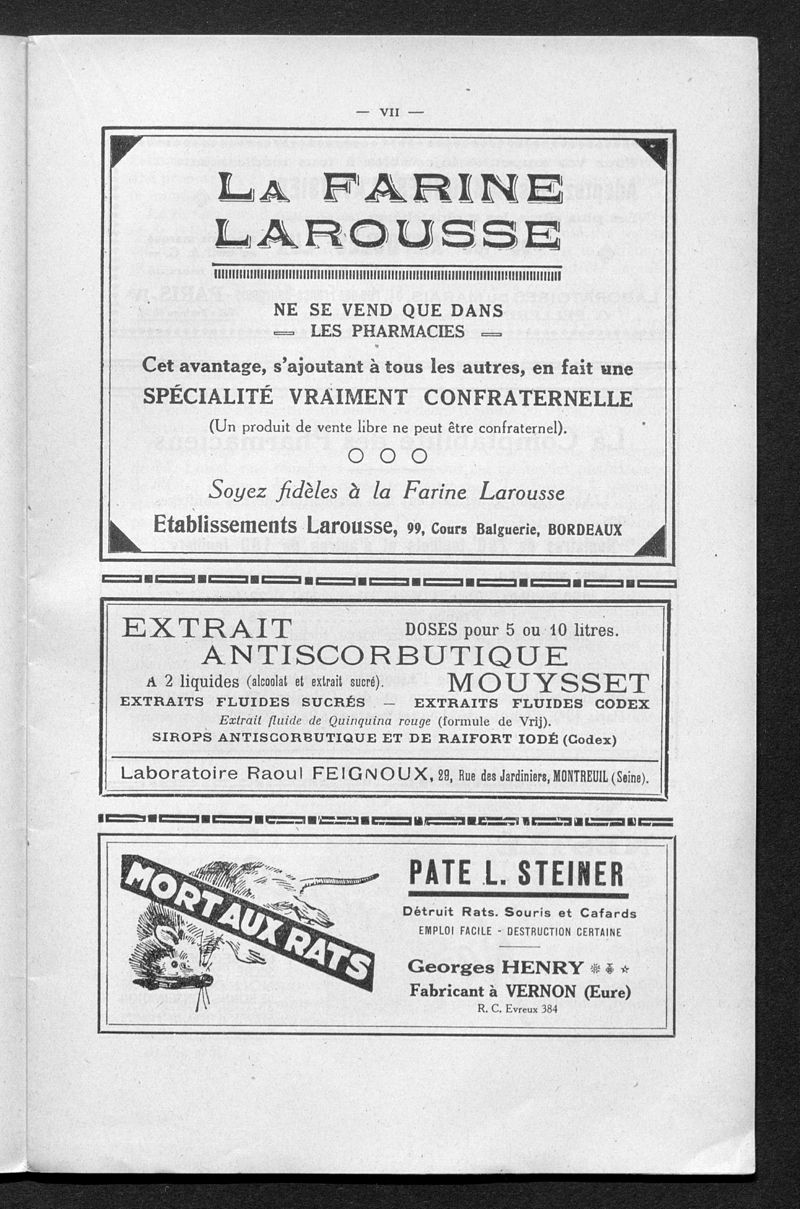 — VII —
LA FARINE
LAROUSSE
NE SE VEND QUE DANS
LES PHARMACIES
Cet avantage, s'ajoutant à tous les autres, en fait une
SPÉCIALITÉ VRAIMENT CONFRATERNELLE
(Un produit de vente libre ne peut être confraternel).
Soyez fidèles à la Farine Larousse
Etablissements Larousse, 99, Cours Balguerie, BORDEAUX
EXTRAIT DOSES pour 5 ou 10 litres.
ANTISCORBUTIQUE
A 2 liquides (alcoolat et extrait sucré). MOUYSSET
EXTRAITS FLUIDES SUCRÉS — EXTRAITS FLUIDES CODEX
Extrait fluide de Quinquina rouge (formule de Vrij).
SIROPS ANTISCORBUTIQUE ET DE RAIFORT IODÉ (Codex)
Laboratoire Raoul FEIGNOUX, 29, Rue des Jardiniers, MONTREUIL (Seine).
MORT AUX RATS
PATE L. STEINER
Détruit Rats. Souris et Cafards
EMPLOI FACILE - DESTRUCTION CERTAINE
Georges HENRY
Fabricant à VERNON (Eure)
R. C. Evreux 384